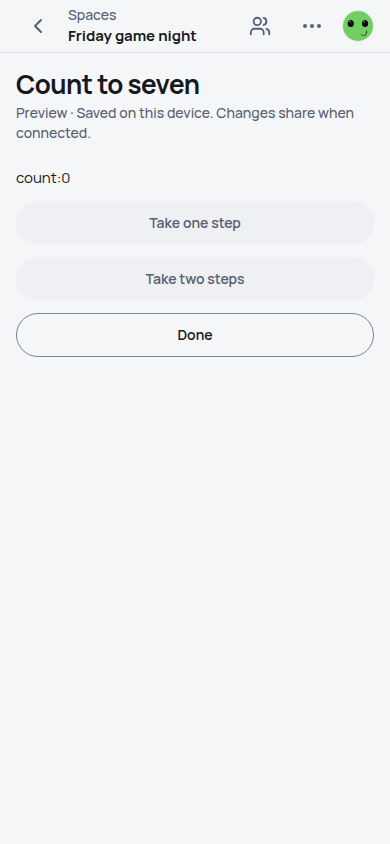 Spaces
Friday game night
Count to seven
Preview · Saved on this device. Changes share when
connected.
count:0
Take one step
Take two steps
Done